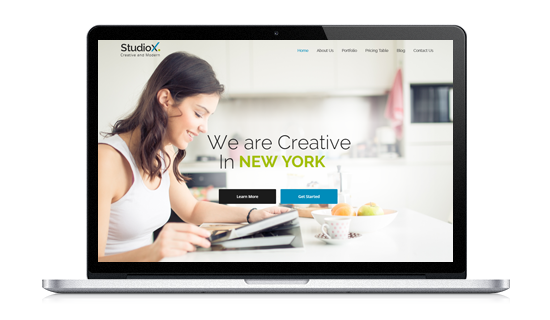 StudioX.
Creative And Modern
Home About Us Portfolio Pricing Table Blog Contact Us
We are Creative
In NEW YORK
Learn More Get Started